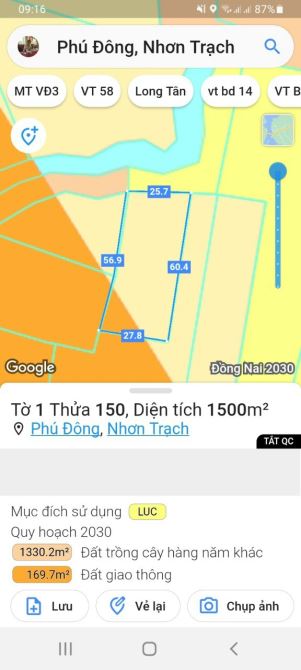 09:16 87%
Phú Đông, Nhơn Trạch
MT VĐ3 VT 58 Long Tân vt bd 14 VT B
25.7
56.9
60.4
27.8
Google Đồng Nai 2030
Tờ 1 Thửa 150, Diện tích 1500m²
Phú Đông, Nhơn Trạch
TẮT QC
Mục đích sử dụng LUC
Quy hoạch 2030
1330.2m² Đất trồng cây hàng năm khác
169.7m² Đất giao thông
Lưu Vẽ lại Chụp ảnh